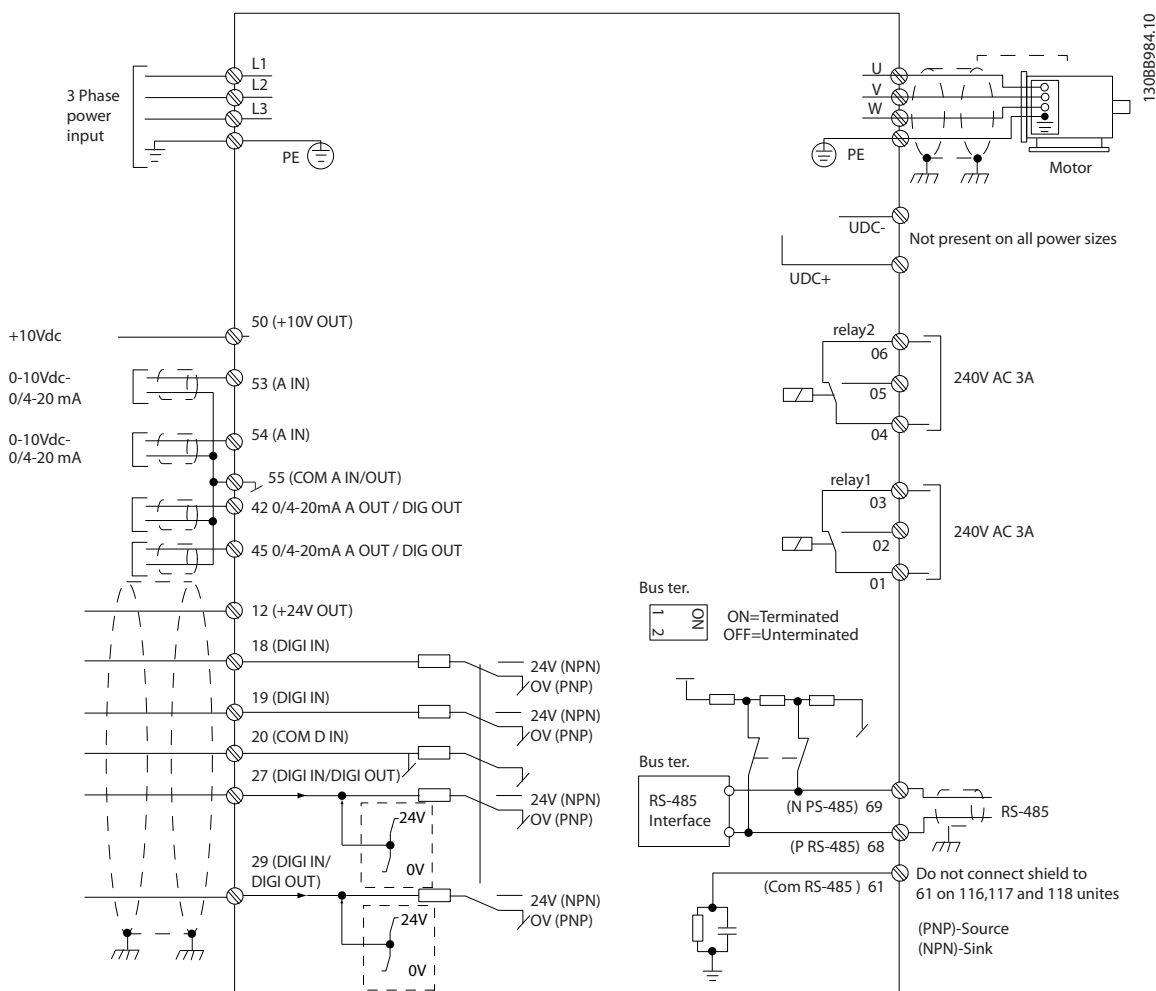 130BB984.10
3 Phase
power
input
L1
L2
L3
PE
U
V
W
PE
Motor
UDC-
Not present on all power sizes
UDC+
+10Vdc
50 (+10V OUT)
0-10Vdc-
0/4-20 mA
53 (A IN)
0-10Vdc-
0/4-20 mA
54 (A IN)
55 (COM A IN/OUT)
42 0/4-20mA A OUT / DIG OUT
45 0/4-20mA A OUT / DIG OUT
12 (+24V OUT)
18 (DIGI IN)
24V (NPN)
OV (PNP)
19 (DIGI IN)
24V (NPN)
OV (PNP)
20 (COM D IN)
27 (DIGI IN/DIGI OUT)
24V (NPN)
OV (PNP)
24V
0V
29 (DIGI IN/
DIGI OUT)
24V (NPN)
OV (PNP)
24V
0V
relay2
06
05
04
240V AC 3A
relay1
03
02
01
240V AC 3A
Bus ter.
1 2
ON
ON=Terminated
OFF=Unterminated
Bus ter.
RS-485
Interface
(N PS-485) 69
RS-485
(P RS-485) 68
(Com RS-485 ) 61
Do not connect shield to
61 on 116,117 and 118 unites
(PNP)-Source
(NPN)-Sink